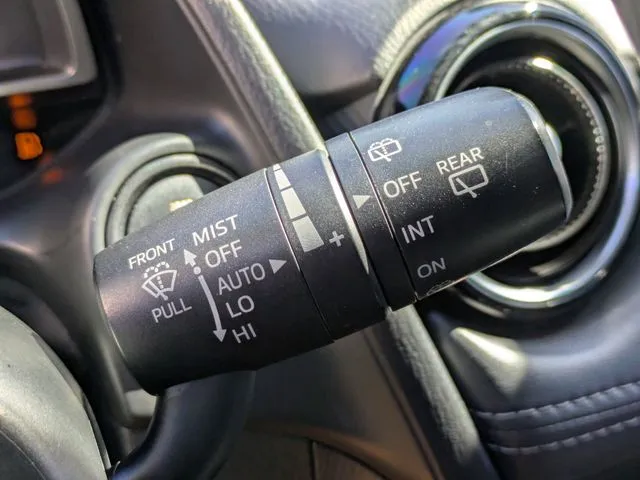 FRONT
PULL
MIST
OFF
AUTO
LO
HI
+
OFF
INT
ON
REAR